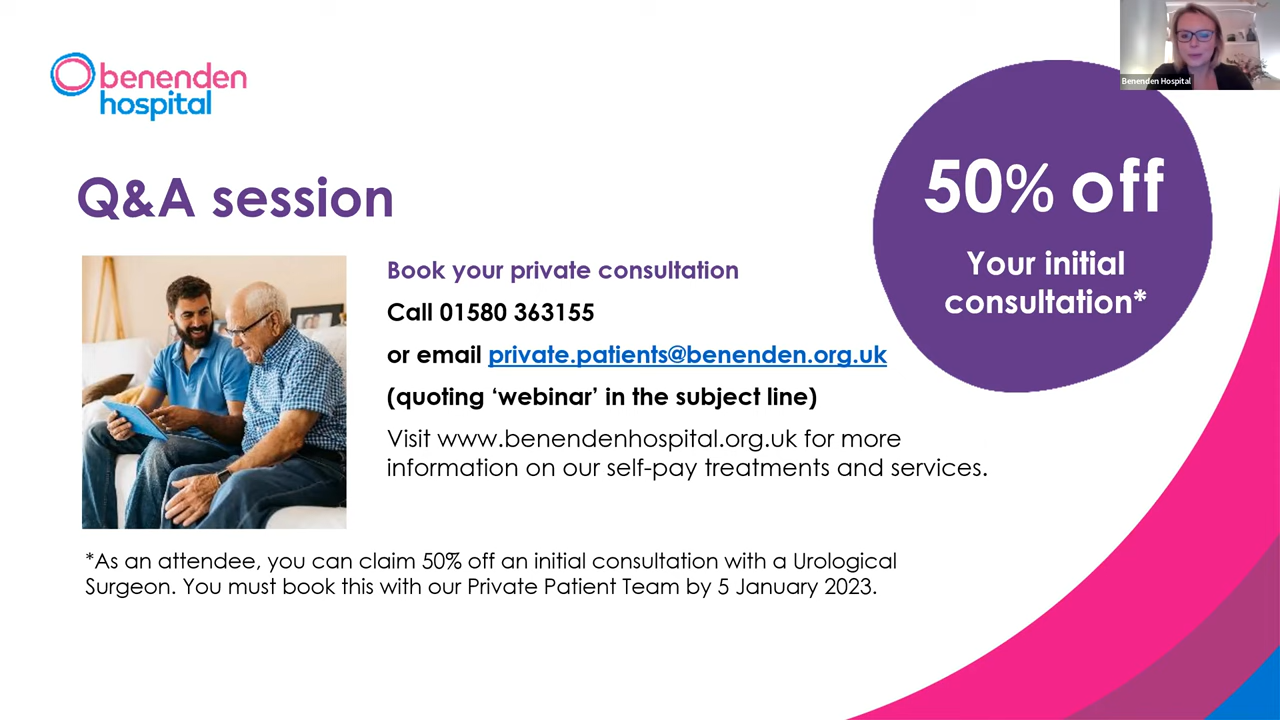 benenden
hospital
Benenden Hospital
50% off
Your initial
consultation*
Q&A session
Book your private consultation
Call 01580 363155
or email private.patients@benenden.org.uk
(quoting ‘webinar’ in the subject line)
Visit www.benendenhospital.org.uk for more
information on our self-pay treatments and services.
*As an attendee, you can claim 50% off an initial consultation with a Urological
Surgeon. You must book this with our Private Patient Team by 5 January 2023.